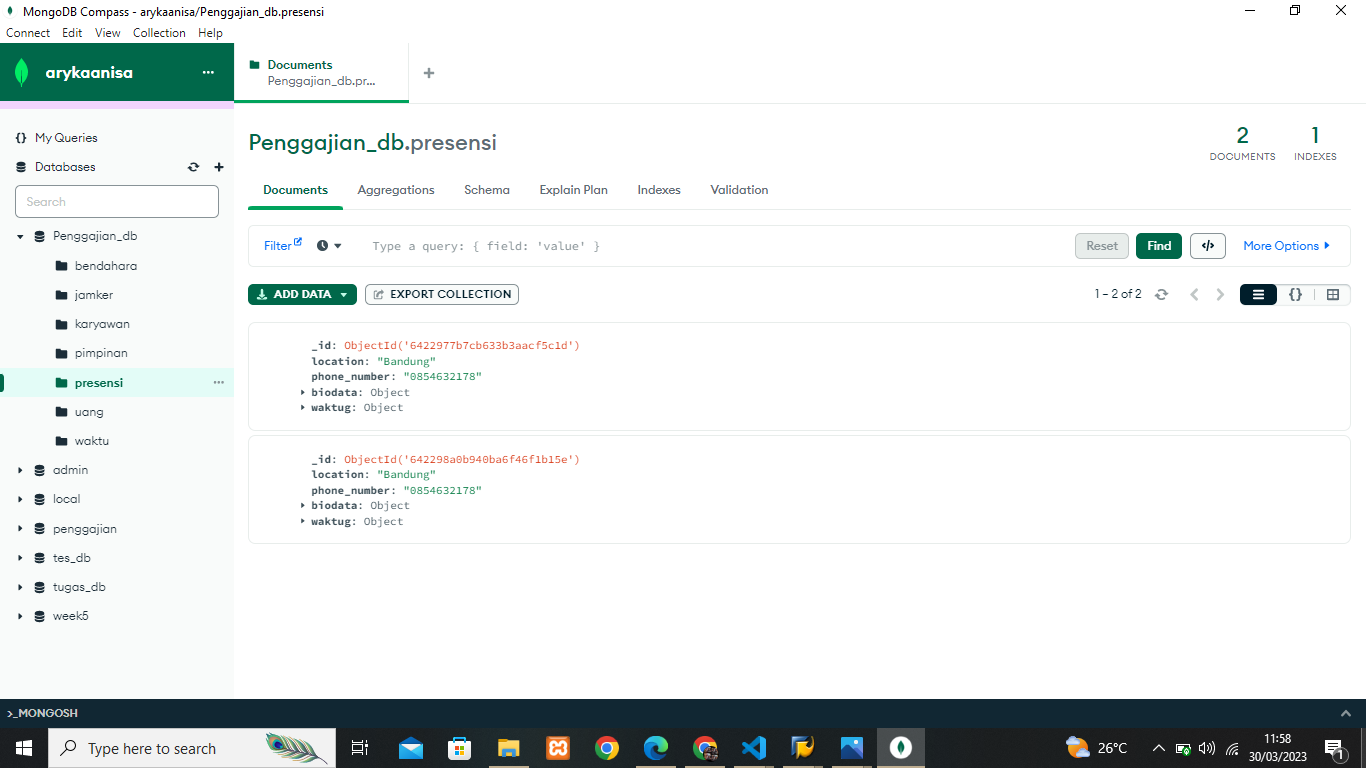 MongoDB Compass - arykaanisa/Penggajian_db.presensi
Connect Edit View Collection Help
arykaanisa
Documents
Penggajian_db.pr...
My Queries
Databases
Search
Penggajian_db
bendahara
jamker
karyawan
pimpinan
presensi
uang
waktu
admin
local
penggajian
tes_db
tugas_db
week5
Penggajian_db.presensi
2
DOCUMENTS
1
INDEXES
Documents Aggregations Schema Explain Plan Indexes Validation
Filter Type a query: { field: 'value' } Reset Find </> More Options
ADD DATA EXPORT COLLECTION 1 – 2 of 2 {}
_id: ObjectId('6422977b7cb633b3aacf5c1d')
location: "Bandung"
phone_number: "0854632178"
biodata: Object
waktug: Object
_id: ObjectId('642298a0b940ba6f46f1b15e')
location: "Bandung"
phone_number: "0854632178"
biodata: Object
waktug: Object
>_MONGOSH
Type here to search
26°C
11:58
30/03/2023
1